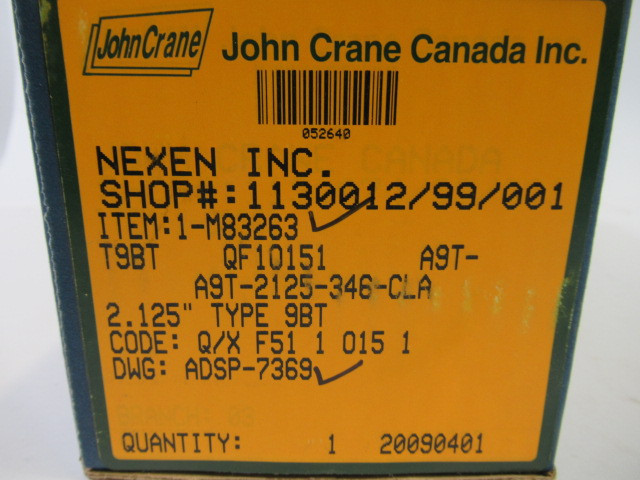 JohnCrane
John Crane Canada Inc.
052640
NEXEN INC.
SHOP#:1130012/99/001
ITEM:1-M83263
T9BT QF10151 A9T-
A9T-2125-346-CLA
2.125" TYPE 9BT
CODE: Q/X F51 1 015 1
DWG: ADSP-7369
QUANTITY: 1 20090401